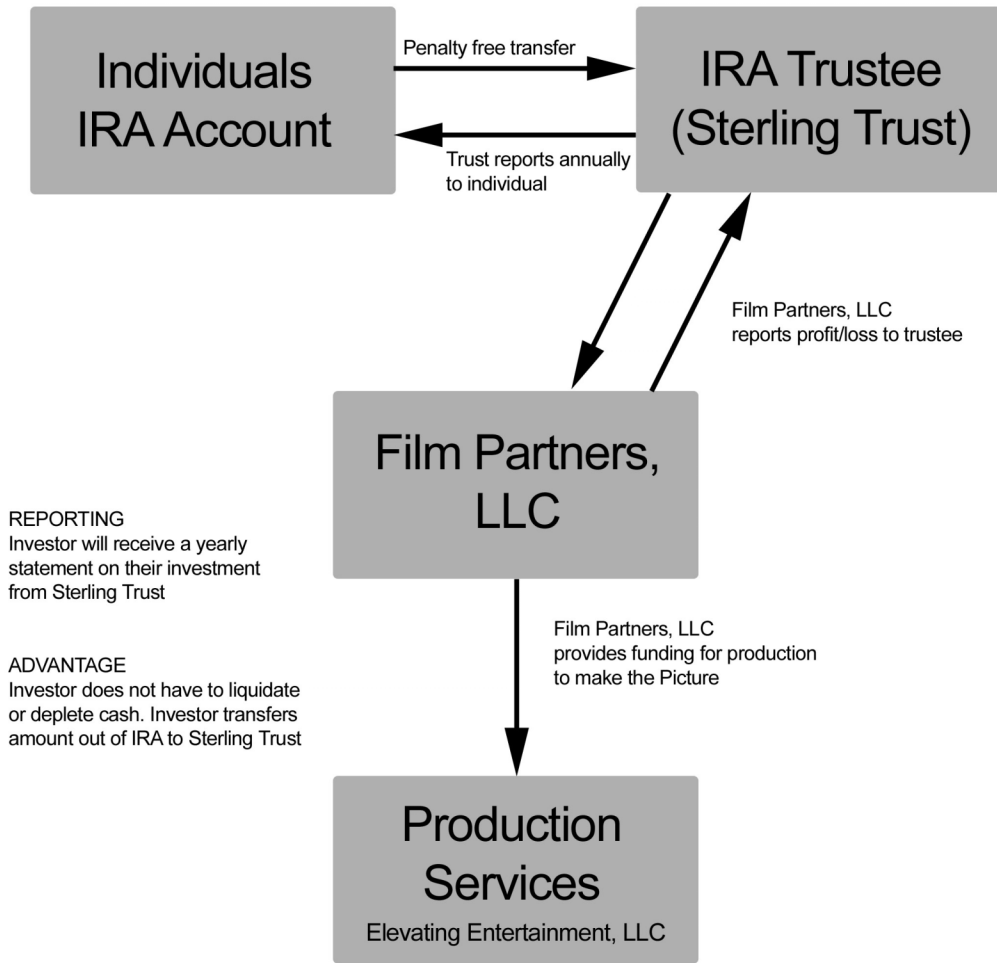 Individuals
IRA Account
Penalty free transfer
IRA Trustee
(Sterling Trust)
Trust reports annually
to individual
Film Partners, LLC
reports profit/loss to trustee
Film Partners,
LLC
REPORTING
Investor will receive a yearly
statement on their investment
from Sterling Trust
Film Partners, LLC
provides funding for production
to make the Picture
ADVANTAGE
Investor does not have to liquidate
or deplete cash. Investor transfers
amount out of IRA to Sterling Trust
Production
Services
Elevating Entertainment, LLC